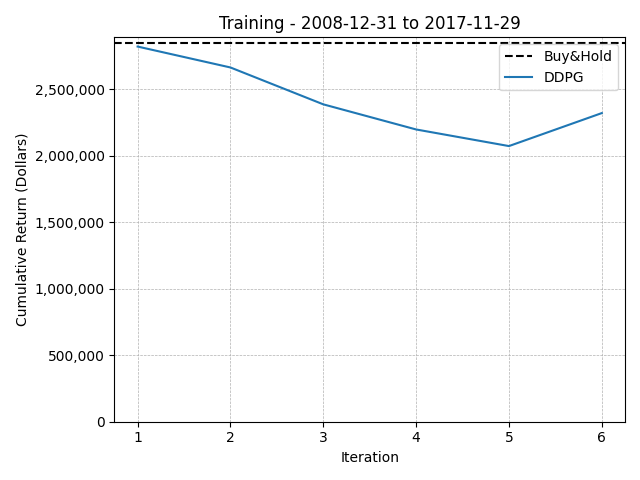 Training - 2008-12-31 to 2017-11-29
Buy&Hold
DDPG
Cumulative Return (Dollars)
2,500,000
2,000,000
1,500,000
1,000,000
500,000
0
1 2 3 4 5 6
Iteration